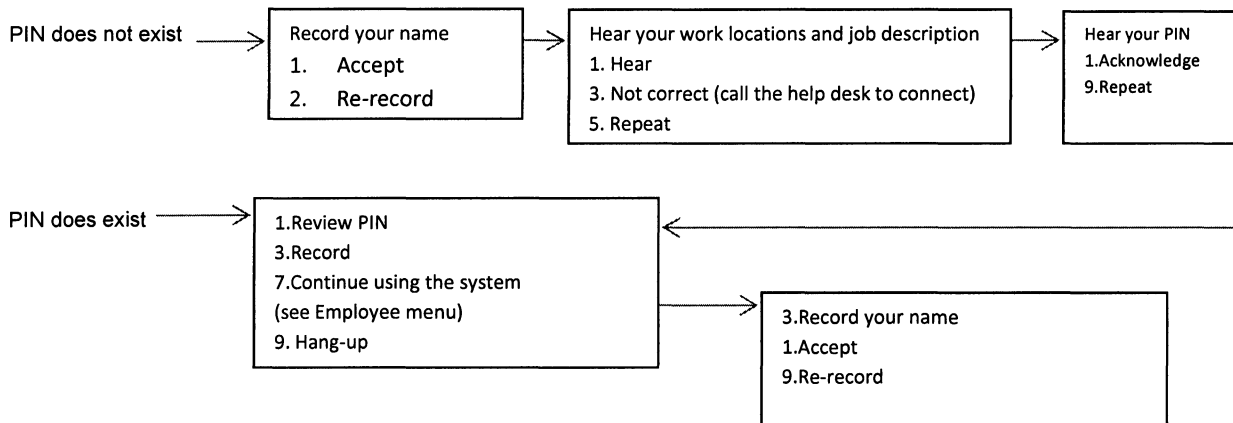 PIN does not exist
Record your name
1. Accept
2. Re-record
Hear your work locations and job description
1. Hear
3. Not correct (call the help desk to connect)
5. Repeat
Hear your PIN
1.Acknowledge
9.Repeat
PIN does exist
1.Review PIN
3.Record
7.Continue using the system
(see Employee menu)
9. Hang-up
3.Record your name
1.Accept
9.Re-record